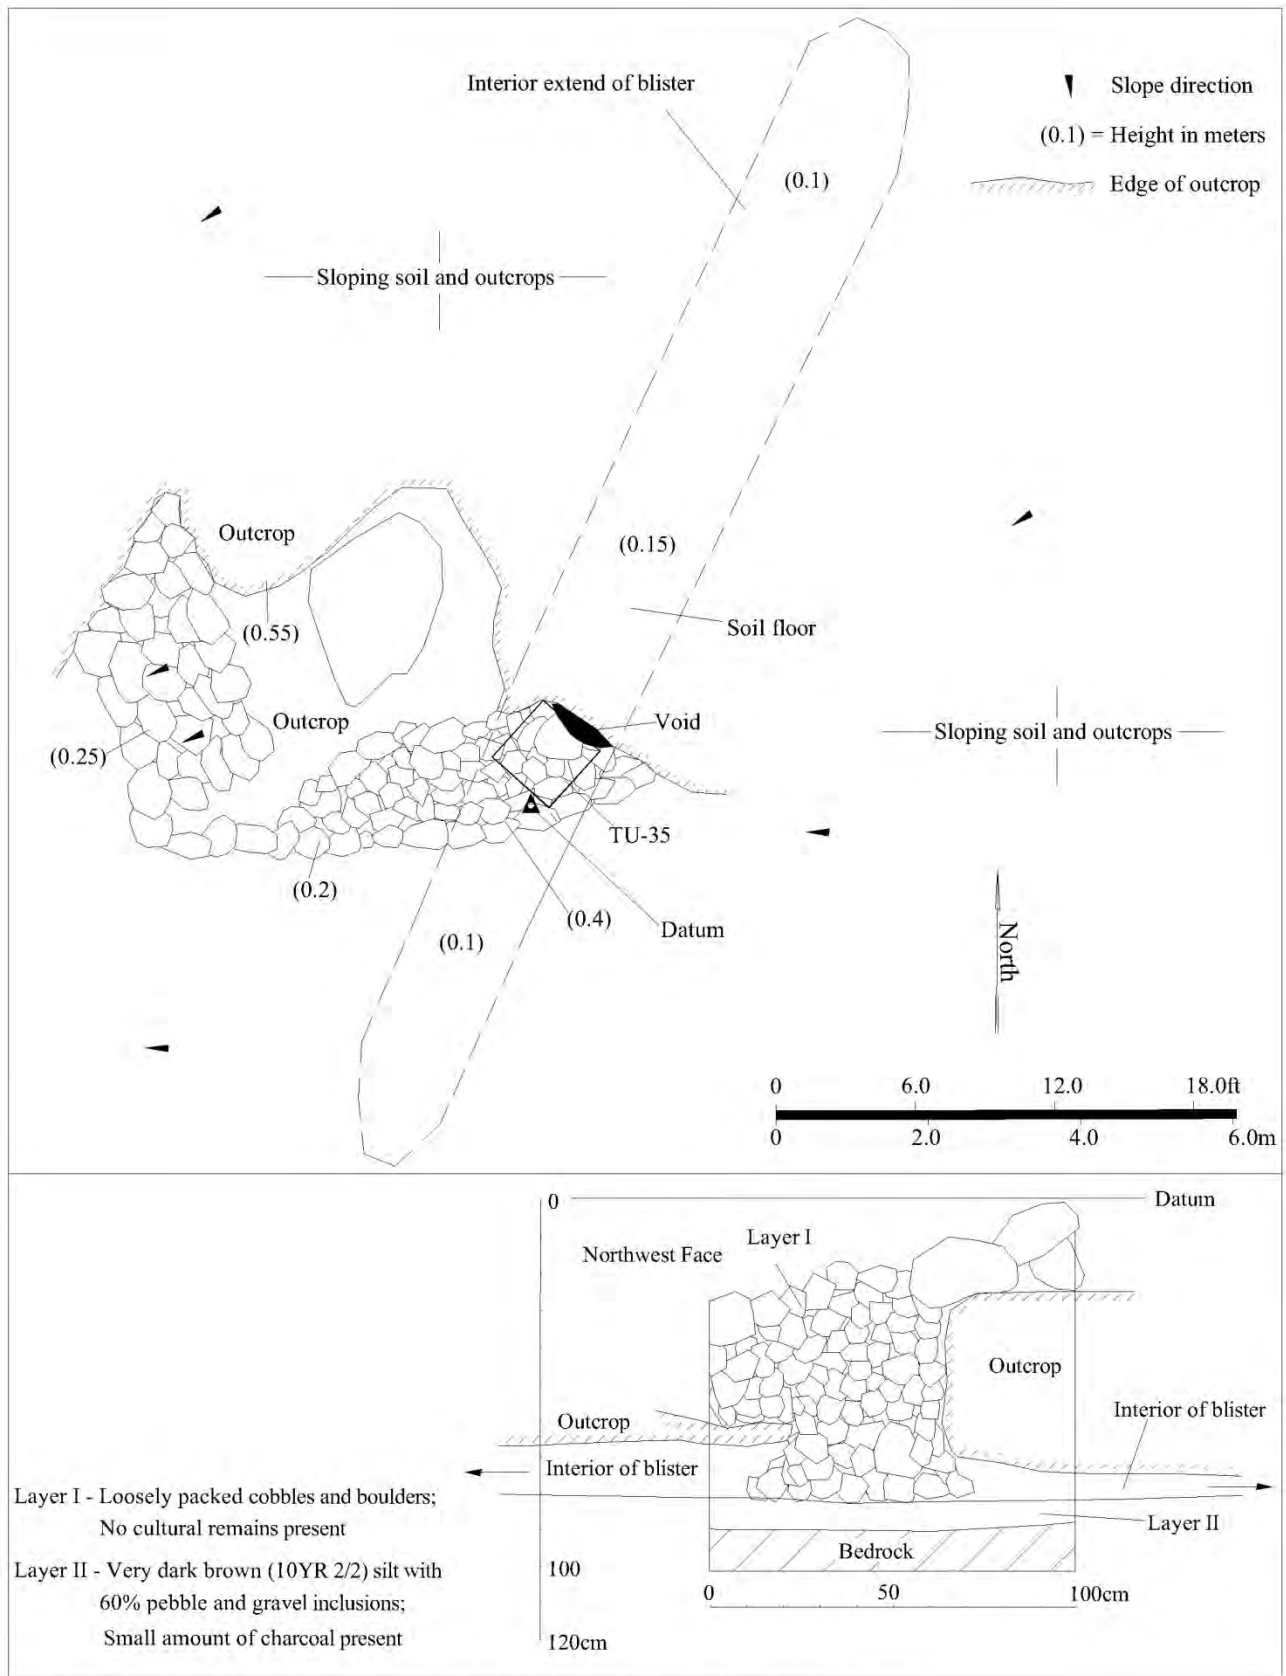 Interior extend of blister
Slope direction
(0.1) = Height in meters
Edge of outcrop
(0.1)
Sloping soil and outcrops
Outcrop
(0.15)
(0.55)
Soil floor
Outcrop
Void
(0.25)
Sloping soil and outcrops
TU-35
(0.2)
(0.4)
Datum
(0.1)
North
0 6.0 12.0 18.0ft
0 2.0 4.0 6.0m
0
Datum
Northwest Face
Layer I
Outcrop
Outcrop
Interior of blister
Interior of blister
Layer I - Loosely packed cobbles and boulders;
No cultural remains present
Layer II
Layer II - Very dark brown (10YR 2/2) silt with
60% pebble and gravel inclusions;
Small amount of charcoal present
Bedrock
100
0 50 100cm
120cm